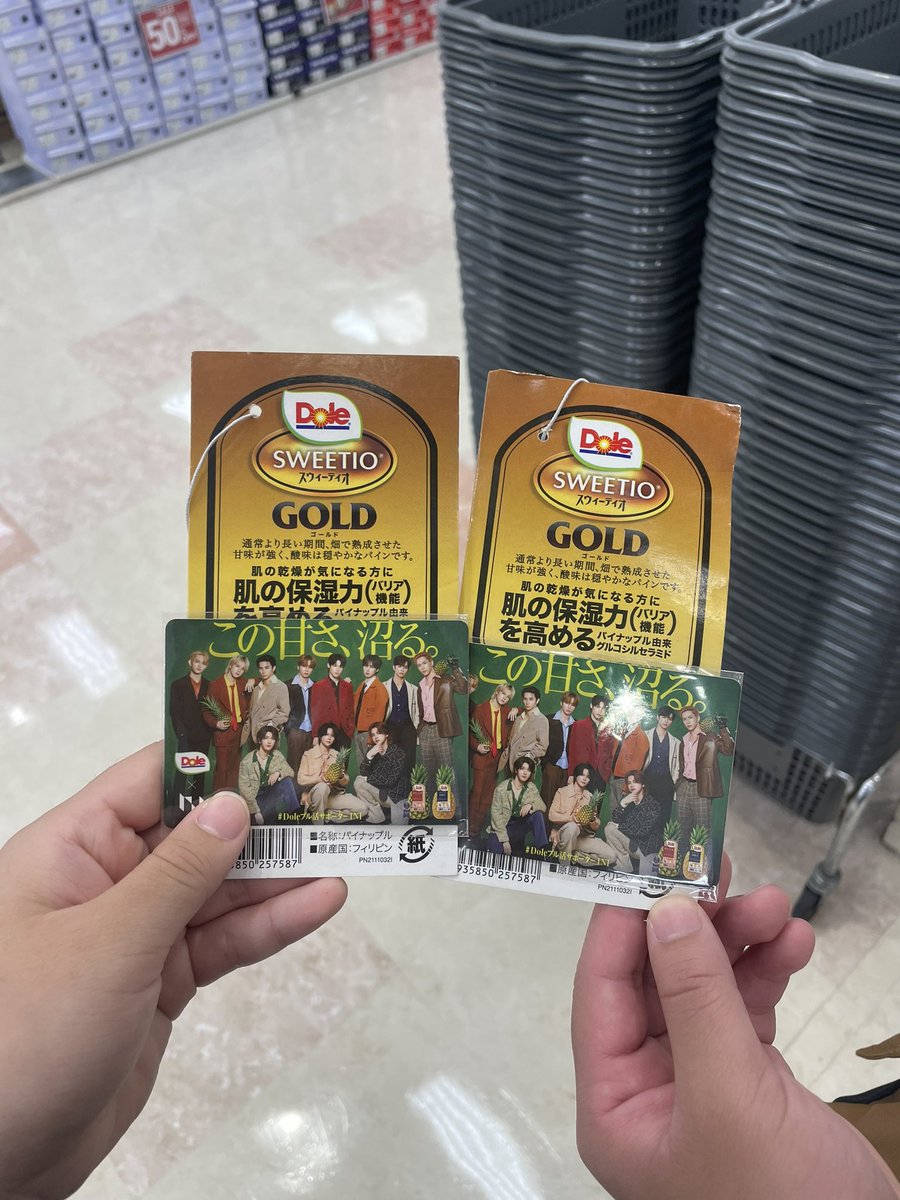 50
Dole
SWEETIO®
スウィーティオ
GOLD
ゴールド
通常より長い期間、畑で熟成させた
甘味が強く、酸味は穏やかなパインです。
肌の乾燥が気になる方に
肌の保湿力(バリア機能)
を高める パイナップル由来
この甘さ、沼る。
Dole
#Doleプル活サポーターINI
■名称:パイナップル
■原産国:フィリピン
紙
850 257587
PN2111032I
Dole
SWEETIO®
スウィーティオ
GOLD
ゴールド
通常より長い期間、畑で熟成させた
甘味が強く、酸味は穏やかなパインです。
肌の乾燥が気になる方に
肌の保湿力(バリア機能)
を高める パイナップル由来
グルコシルセラミド
この甘さ、沼る。
#Doleプル活サポーターINI
■原産国:フィリピン
935850 257587
PN2111032I